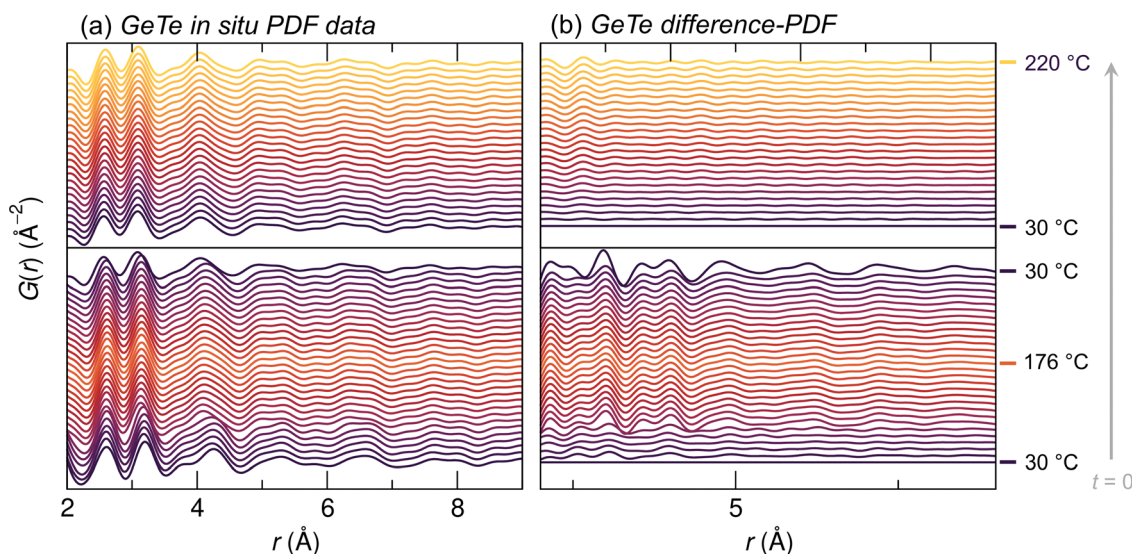 (a) GeTe in situ PDF data
(b) GeTe difference-PDF
G(r) (Å⁻²)
220 °C
30 °C
30 °C
176 °C
30 °C
t = 0
2 4 6 8
5
r (Å)
r (Å)